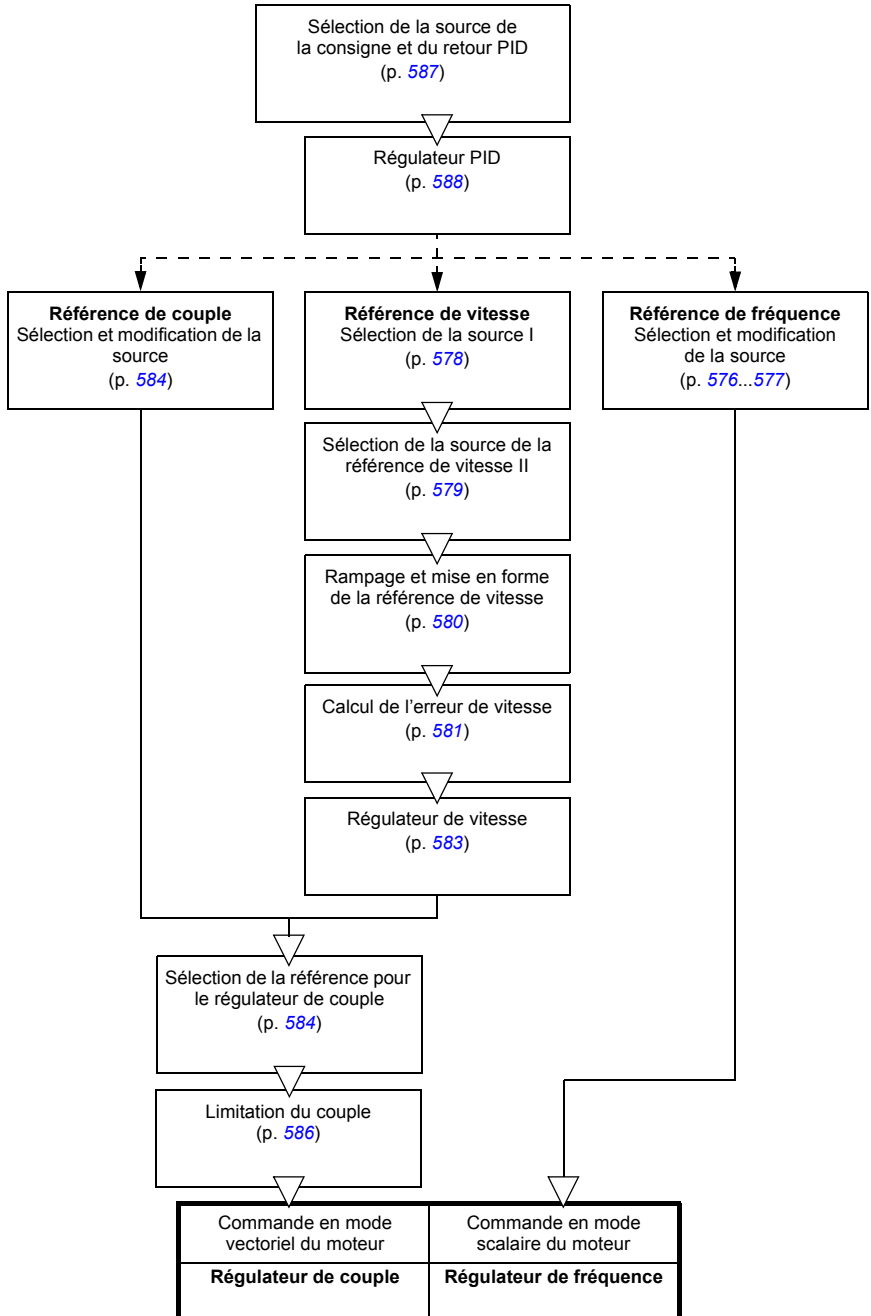 Sélection de la source de
la consigne et du retour PID
(p. 587)
Régulateur PID
(p. 588)
Référence de couple
Sélection et modification de la
source
(p. 584)
Référence de vitesse
Sélection de la source I
(p. 578)
Référence de fréquence
Sélection et modification
de la source
(p. 576...577)
Sélection de la source de la
référence de vitesse II
(p. 579)
Rampage et mise en forme
de la référence de vitesse
(p. 580)
Calcul de l'erreur de vitesse
(p. 581)
Régulateur de vitesse
(p. 583)
Sélection de la référence pour
le régulateur de couple
(p. 584)
Limitation du couple
(p. 586)
Commande en mode
vectoriel du moteur
Régulateur de couple
Commande en mode
scalaire du moteur
Régulateur de fréquence